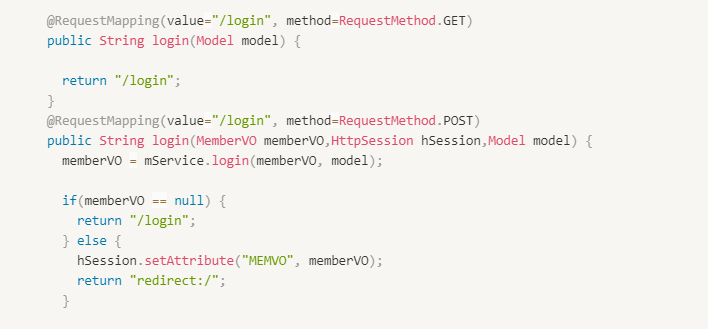 @RequestMapping(value="/login", method=RequestMethod.GET)
public String login(Model model) {
return "/login";
}
@RequestMapping(value="/login", method=RequestMethod.POST)
public String login(MemberVO memberVO,HttpSession hSession,Model model) {
memberVO = mService.login(memberVO, model);
if(memberVO == null) {
return "/login";
} else {
hSession.setAttribute("MEMVO", memberVO);
return "redirect:/";
}